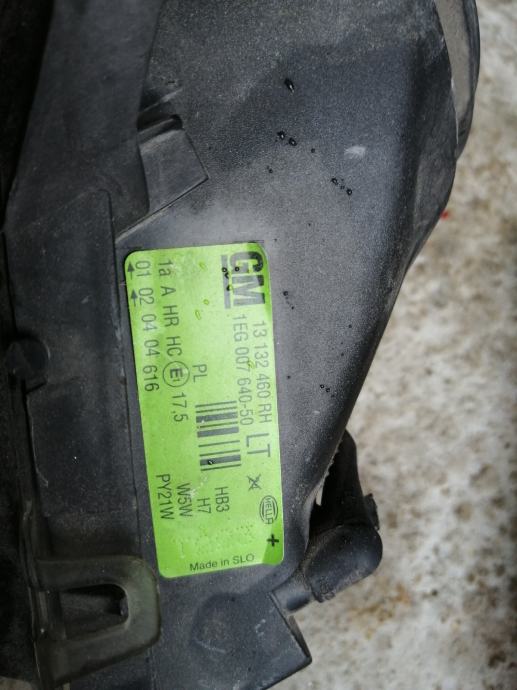 GM
13 132 460 RH
1EG 007 640-50
LT
HELLA
+
PL
HB3
H7
W5W
PY21W
1a A HR HC E1 17,5
01 02 04 04 616
Made in SLO